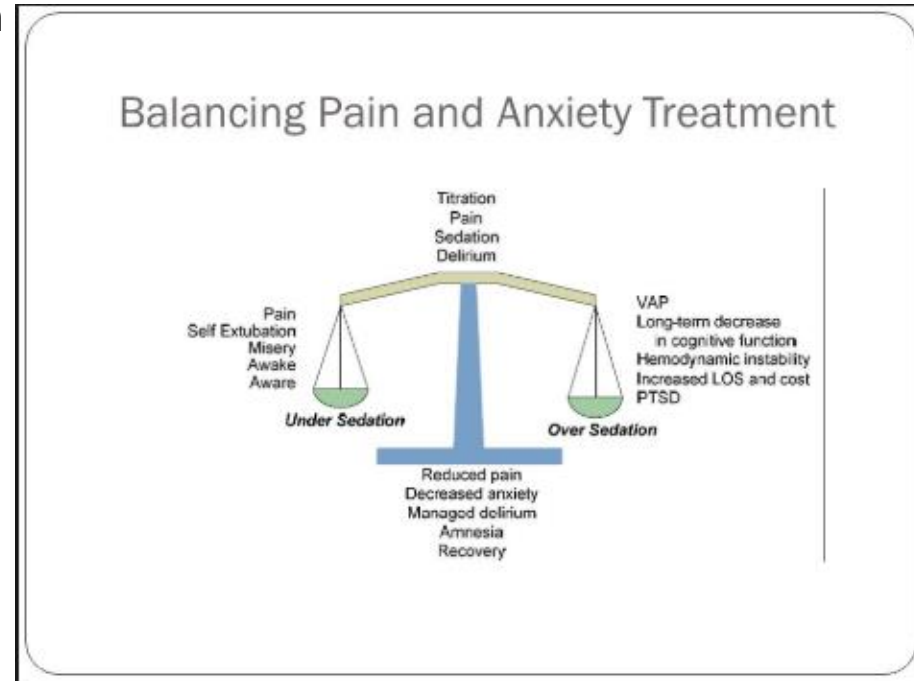 Balancing Pain and Anxiety Treatment
Titration
Pain
Sedation
Delirium
Pain
Self Extubation
Misery
Awake
Aware
Under Sedation
VAP
Long-term decrease
in cognitive function
Hemodynamic instability
Increased LOS and cost
PTSD
Over Sedation
Reduced pain
Decreased anxiety
Managed delirium
Amnesia
Recovery